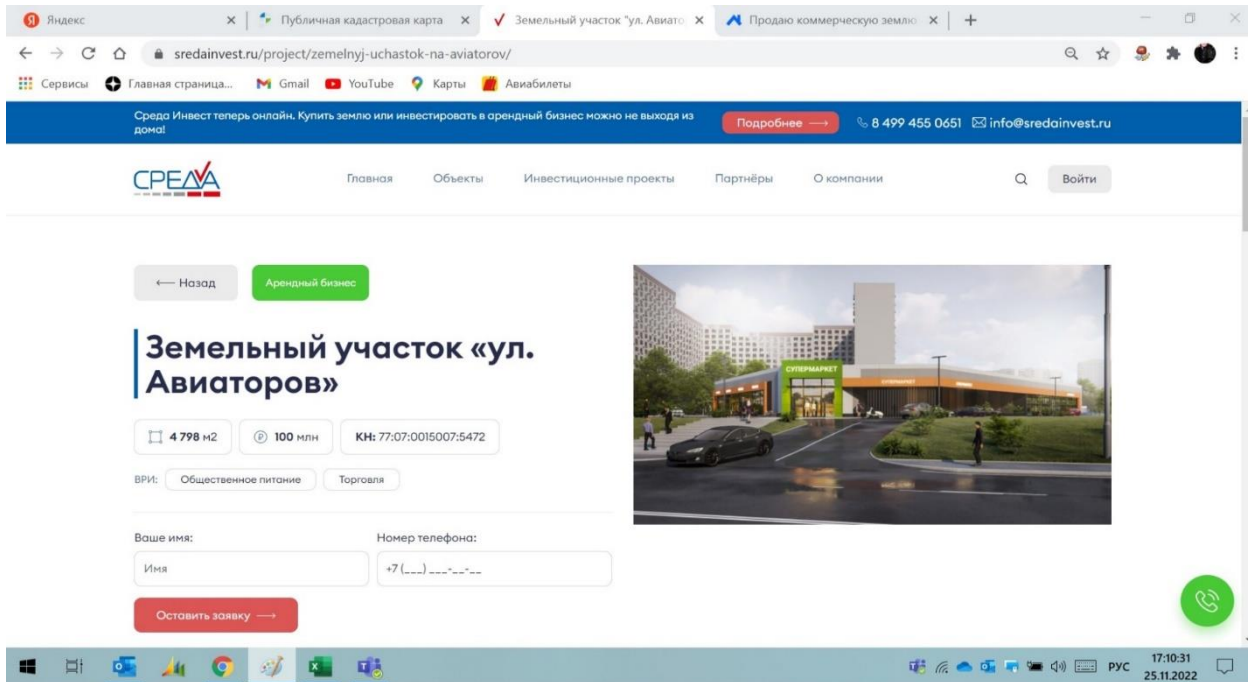 Яндекс
Публичная кадастровая карта
Земельный участок "ул. Авиато
Продаю коммерческую землю
sredainvest.ru/project/zemelnyj-uchastok-na-aviatorov/
Сервисы Главная страница... Gmail YouTube Карты Авиабилеты
Среда Инвест теперь онлайн. Купить землю или инвестировать в арендный бизнес можно не выходя из
дома!
Подробнее
8 499 455 0651 info@sredainvest.ru
СРЕДА
Главная Объекты Инвестиционные проекты Партнёры О компании
Войти
← Назад
Арендный бизнес
Земельный участок «ул.
Авиаторов»
4 798 м2
100 млн
КН: 77:07:0015007:5472
ВРИ: Общественное питание Торговля
Ваше имя: Номер телефона:
Имя +7 (___) ___-__-__
Оставить заявку →
СУПЕРМАРКЕТ
РУС
17:10:31
25.11.2022